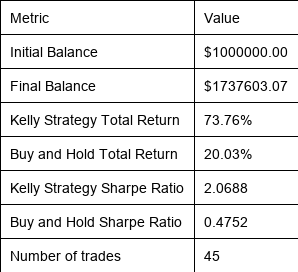 Metric Value
Initial Balance $1000000.00
Final Balance $1737603.07
Kelly Strategy Total Return 73.76%
Buy and Hold Total Return 20.03%
Kelly Strategy Sharpe Ratio 2.0688
Buy and Hold Sharpe Ratio 0.4752
Number of trades 45